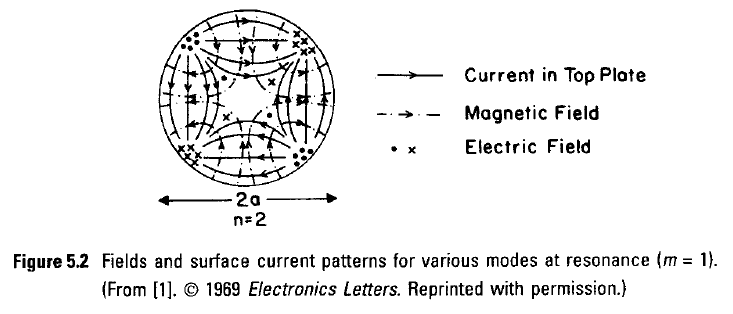 Current in Top Plate
Magnetic Field
• x Electric Field
2a
n=2
Figure 5.2 Fields and surface current patterns for various modes at resonance (m = 1).
(From [1]. © 1969 Electronics Letters. Reprinted with permission.)